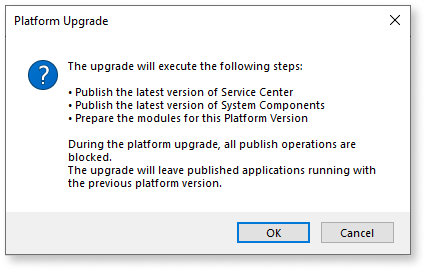 Platform Upgrade
The upgrade will execute the following steps:
• Publish the latest version of Service Center
• Publish the latest version of System Components
• Prepare the modules for this Platform Version
During the platform upgrade, all publish operations are
blocked.
The upgrade will leave published applications running with
the previous platform version.
OK
Cancel